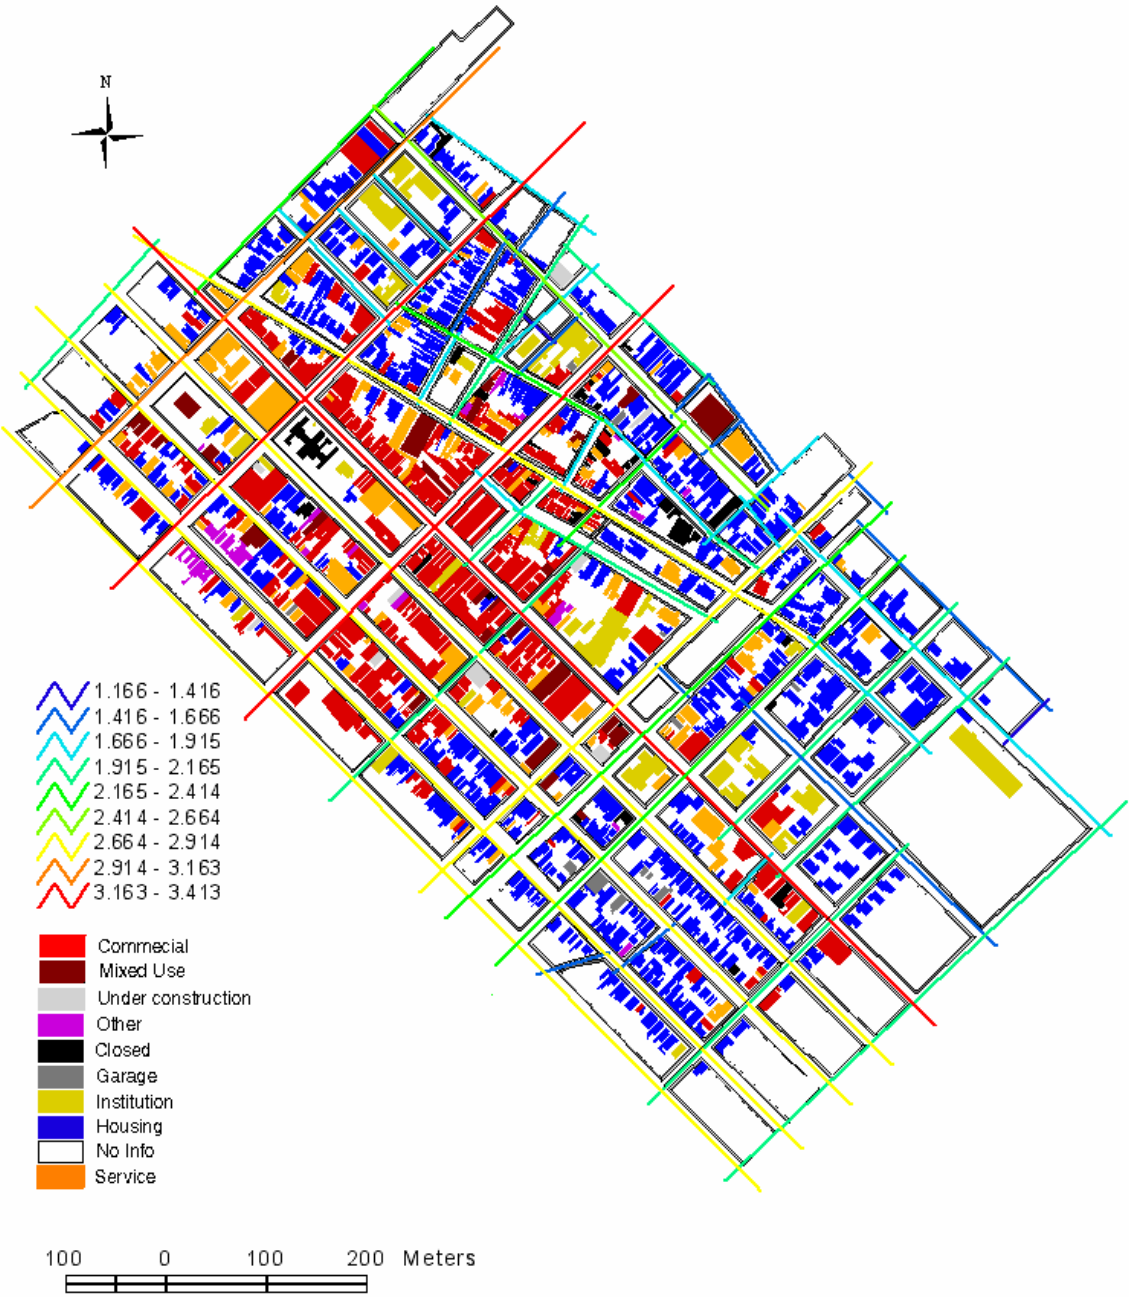 N
1.166 - 1.416
1.416 - 1.666
1.666 - 1.915
1.915 - 2.165
2.165 - 2.414
2.414 - 2.664
2.664 - 2.914
2.914 - 3.163
3.163 - 3.413
Commecial
Mixed Use
Under construction
Other
Closed
Garage
Institution
Housing
No Info
Service
100 0 100 200 Meters